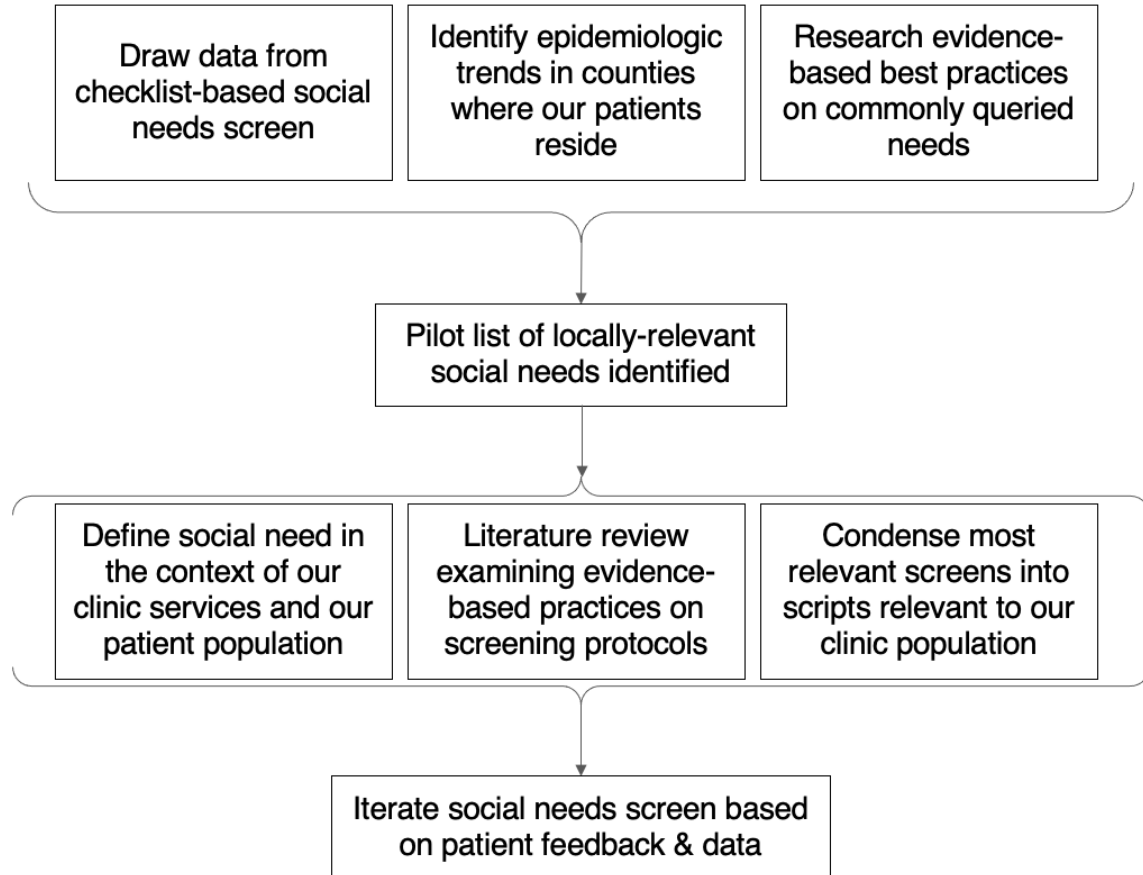 Draw data from
checklist-based social
needs screen
Identify epidemiologic
trends in counties
where our patients
reside
Research evidence-
based best practices
on commonly queried
needs
Pilot list of locally-relevant
social needs identified
Define social need in
the context of our
clinic services and our
patient population
Literature review
examining evidence-
based practices on
screening protocols
Condense most
relevant screens into
scripts relevant to our
clinic population
Iterate social needs screen based
on patient feedback & data